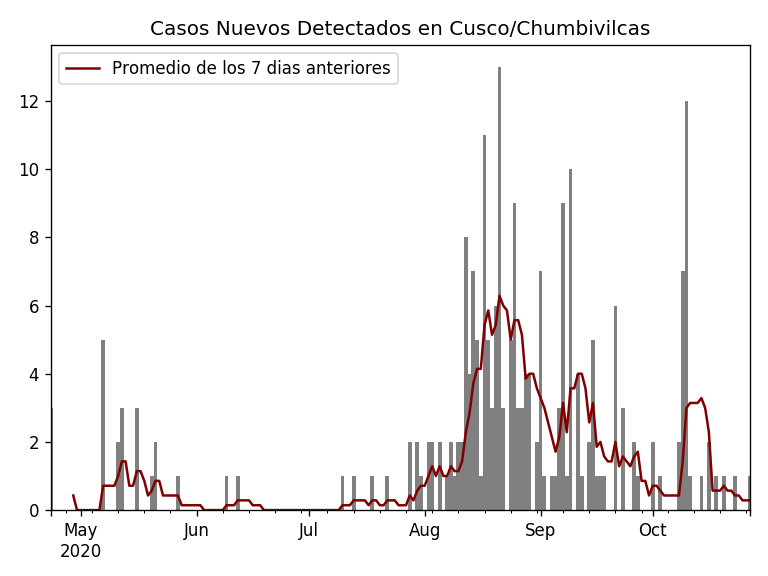 Casos Nuevos Detectados en Cusco/Chumbivilcas
Promedio de los 7 dias anteriores
12
10
8
6
4
2
0
May Jun Jul Aug Sep Oct
2020